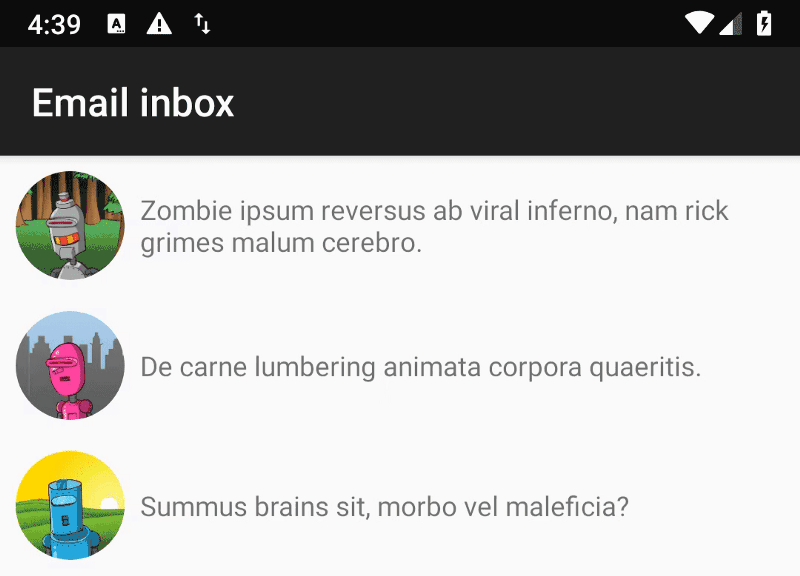 4:39
A
Email inbox
Zombie ipsum reversus ab viral inferno, nam rick
grimes malum cerebro.
De carne lumbering animata corpora quaeritis.
Summus brains sit, morbo vel maleficia?